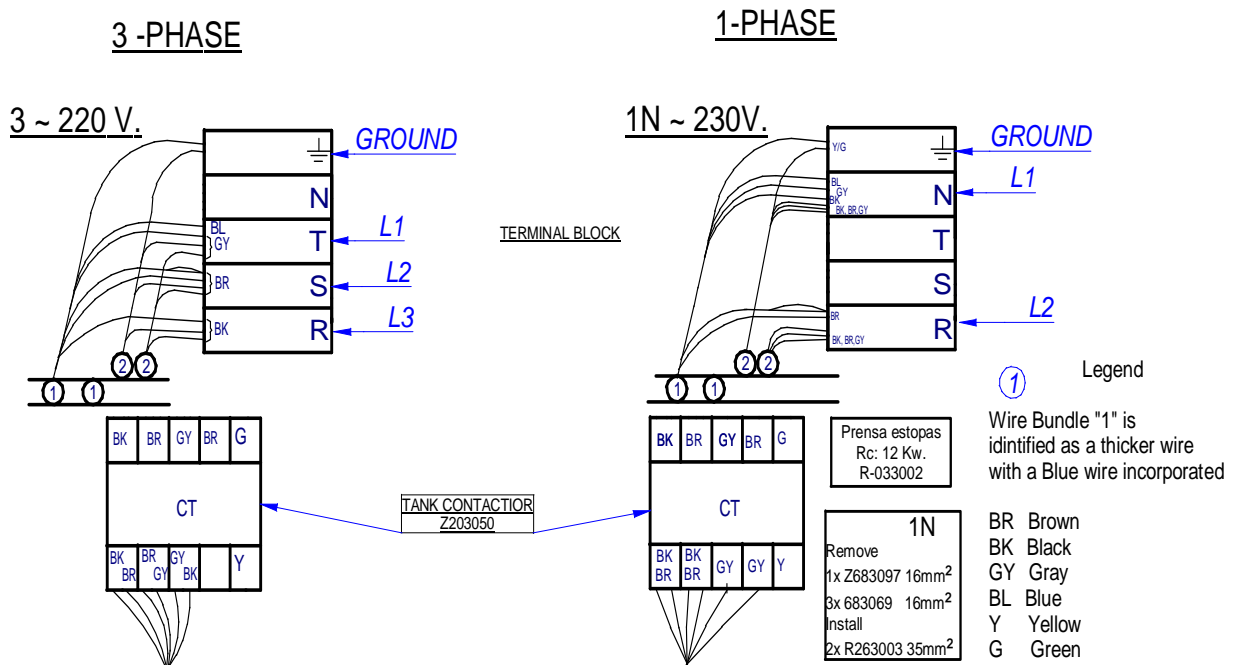 3 -PHASE
1-PHASE
3 ~ 220 V.
GROUND
N
BL
GY
T
L1
BR
S
L2
BK
R
L3
1
1
2
2
TERMINAL BLOCK
1N ~ 230V.
Y/G
GROUND
BL
GY
BK
BK, BR,GY
N
L1
T
S
BR
BK, BR,GY
R
L2
1
1
2
2
BK BR GY BR G
CT
BK BR GY Y
BR GY BK
TANK CONTACTIOR
Z203050
BK BR GY BR G
CT
BK BK GY GY Y
BR BR
Prensa estopas
Rc: 12 Kw.
R-033002
1N
Remove
1x Z683097 16mm²
3x 683069 16mm²
Install
2x R263003 35mm²
1
Legend
Wire Bundle "1" is
idintified as a thicker wire
with a Blue wire incorporated
BR Brown
BK Black
GY Gray
BL Blue
Y Yellow
G Green